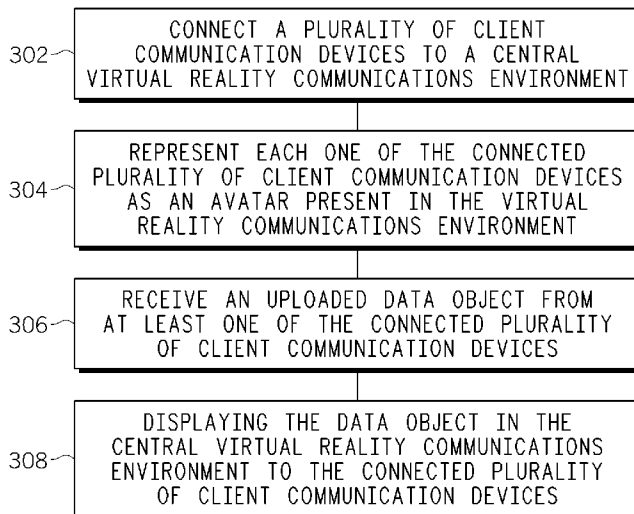 CONNECT A PLURALITY OF CLIENT
302
COMMUNICATION DEVICES TO A CENTRAL
VIRTUAL REALITY COMMUNICATIONS ENVIRONMENT
REPRESENT EACH ONE OF THE CONNECTED
304
PLURALITY OF CLIENT COMMUNICATION DEVICES
AS AN AVATAR PRESENT IN THE VIRTUAL
REALITY COMMUNICATIONS ENVIRONMENT
RECEIVE AN UPLOADED DATA OBJECT FROM
306
AT LEAST ONE OF THE CONNECTED PLURALITY
OF CLIENT COMMUNICATION DEVICES
DISPLAYING THE DATA OBJECT IN THE
CENTRAL VIRTUAL REALITY COMMUNICATIONS
308
ENVIRONMENT TO THE CONNECTED PLURALITY
OF CLIENT COMMUNICATION DEVICES